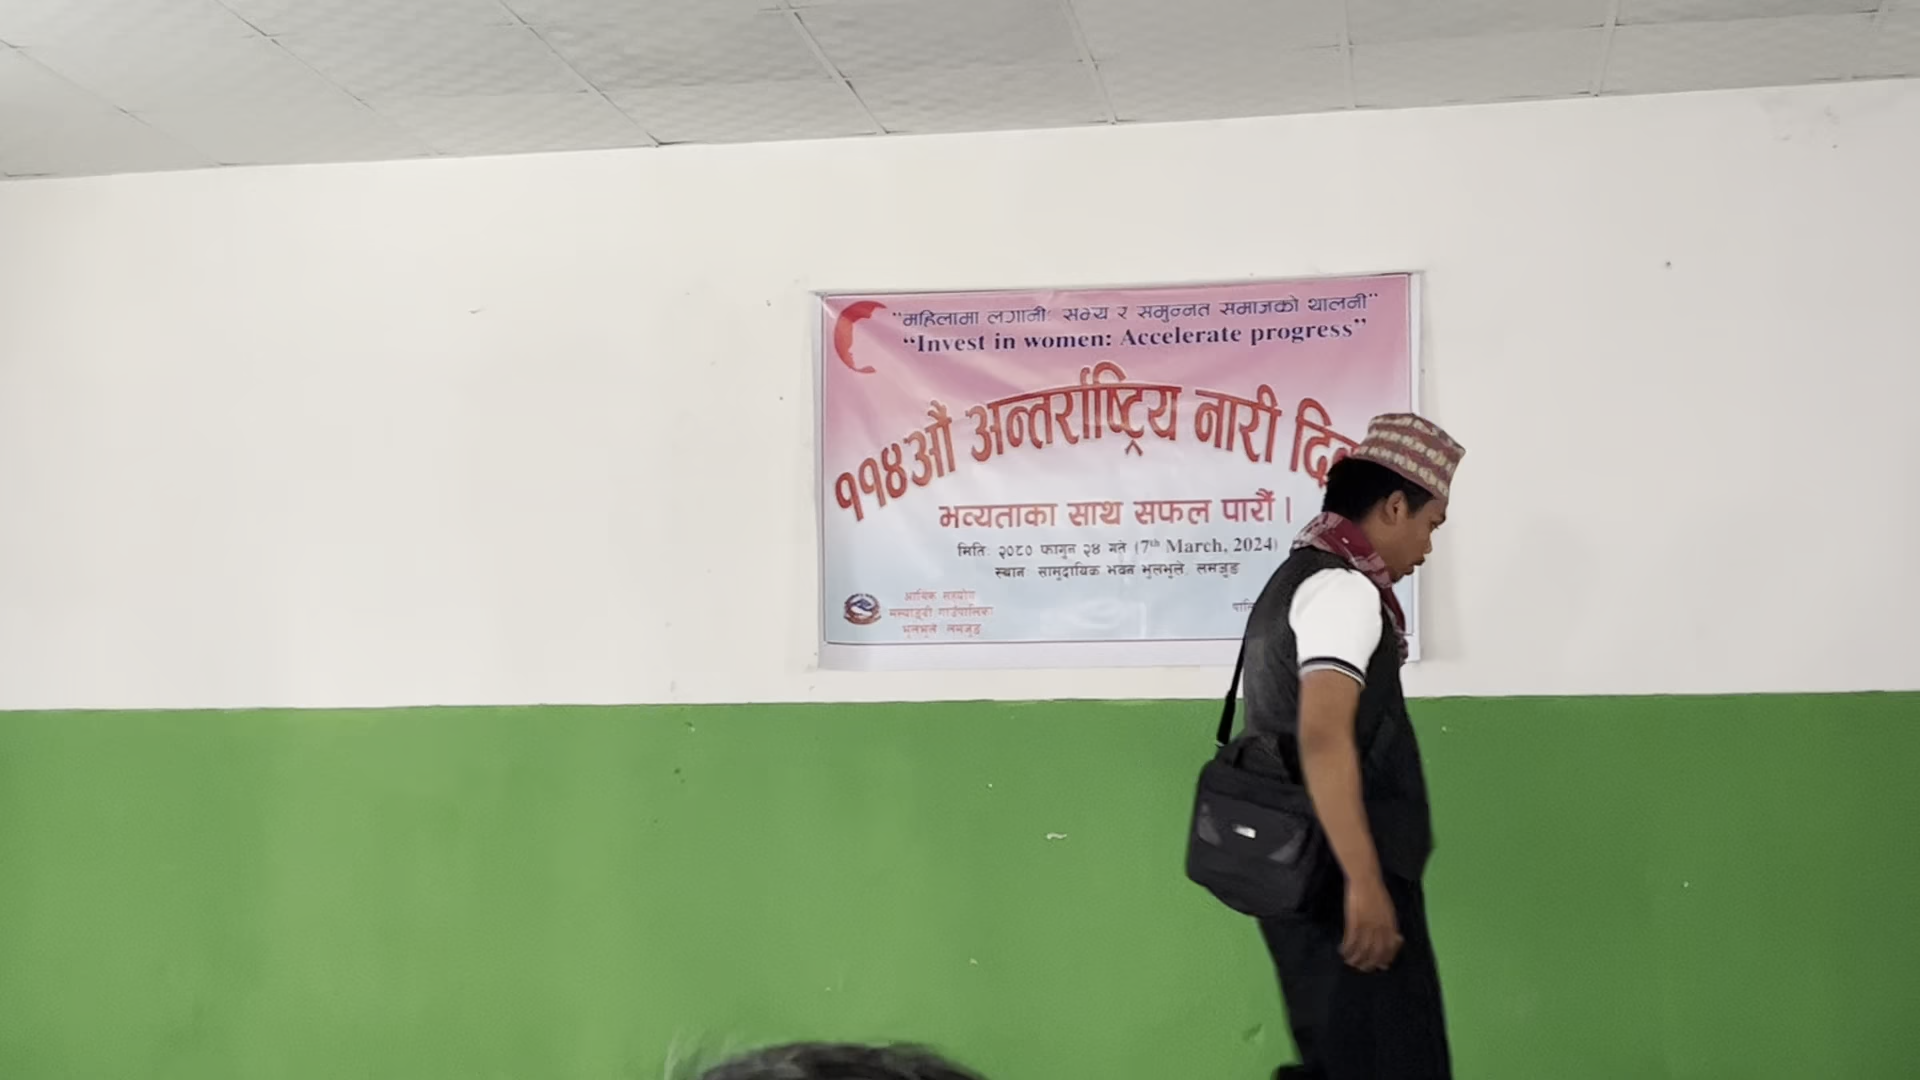 "महिलामा लगानीः सभ्य र समुन्नत समाजको थालनी"
“Invest in women: Accelerate progress”
११४औं अन्तर्राष्ट्रिय नारी
भव्यताका साथ सफल पारौं ।
मितिः २०८० फागुन २४ गते (7th March, 2024)
स्थानः सामुदायिक भवन भुलभुले, लमजुङ
आर्थिक सहयोग
मर्स्याङ्दी गाउँपालिका
भुलभुले, लमजुङ